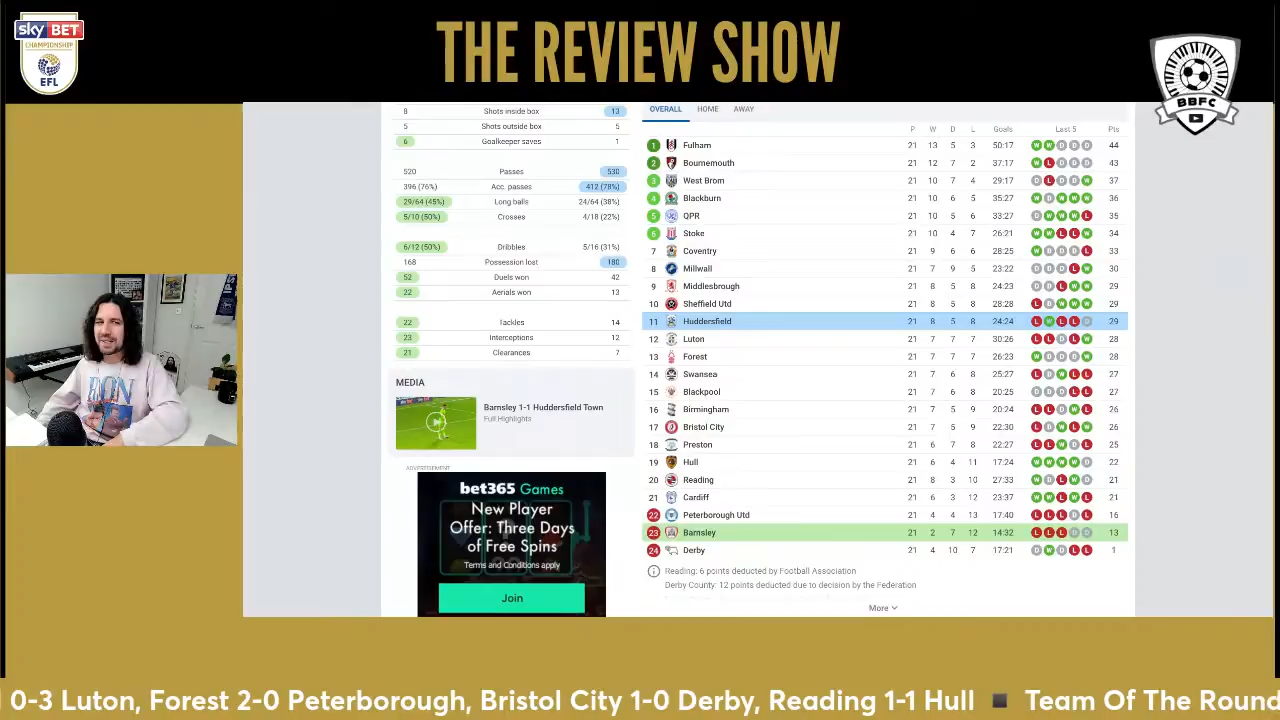 sky BET
CHAMPIONSHIP
EFL
THE REVIEW SHOW
BBFC
8 Shots inside box 13
5 Shots outside box 5
6 Goalkeeper saves 1
520 Passes 530
396 (76%) Acc. passes 412 (78%)
29/64 (45%) Long balls 24/64 (38%)
5/10 (50%) Crosses 4/18 (22%)
6/12 (50%) Dribbles 5/16 (31%)
168 Possession lost 180
52 Duels won 42
22 Aerials won 13
22 Tackles 14
23 Interceptions 12
21 Clearances 7
MEDIA
Barnsley 1-1 Huddersfield Town
Full Highlights
ADVERTISEMENT
bet365 Games
New Player
Offer: Three Days
of Free Spins
Terms and Conditions apply
Join
OVERALL HOME AWAY
P W D L Goals Last 5 Pts
1 Fulham 21 13 5 3 50:17 W W D D D 44
2 Bournemouth 21 12 7 2 37:17 W L D D D 43
3 West Brom 21 10 7 4 29:17 D L D D W 37
4 Blackburn 21 10 6 5 35:27 W D W W W 36
5 QPR 21 10 5 6 33:27 D W W W L 35
6 Stoke 21 10 4 7 26:21 W W L L W 34
7 Coventry 21 9 6 6 28:25 W D D D L 33
8 Millwall 21 7 9 5 23:22 D D D L W 30
9 Middlesbrough 21 8 5 8 24:23 D D L W W 29
10 Sheffield Utd 21 8 5 8 28:28 L D W W W 29
11 Huddersfield 21 8 5 8 24:24 L W L L D 29
12 Luton 21 7 7 7 30:26 L L D L W 28
13 Forest 21 7 7 7 26:23 W D D D W 28
14 Swansea 21 7 6 8 25:27 L D W L L 27
15 Blackpool 21 7 6 8 20:25 D D D L L 27
16 Birmingham 21 7 5 9 20:24 L L D W L 26
17 Bristol City 21 7 5 9 22:30 L D W L W 26
18 Preston 21 6 7 8 22:27 L L W D L 25
19 Hull 21 6 4 11 17:24 W W W W D 22
20 Reading 21 8 3 10 27:33 W D L W D 21
21 Cardiff 21 6 3 12 23:37 W W L W L 21
22 Peterborough Utd 21 4 4 13 17:40 L L L D L 16
23 Barnsley 21 2 7 12 14:32 L L L D D 13
24 Derby 21 4 10 7 17:21 D W D L L 1
Reading: 6 points deducted by Football Association
Derby County: 12 points deducted due to decision by the Federation
More
0-3 Luton, Forest 2-0 Peterborough, Bristol City 1-0 Derby, Reading 1-1 Hull ■ Team Of The Round